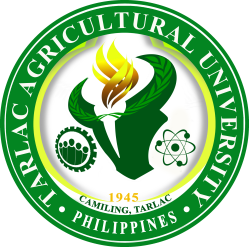 TARLAC AGRICULTURAL UNIVERSITY
1945
CAMILING, TARLAC
• PHILIPPINES •